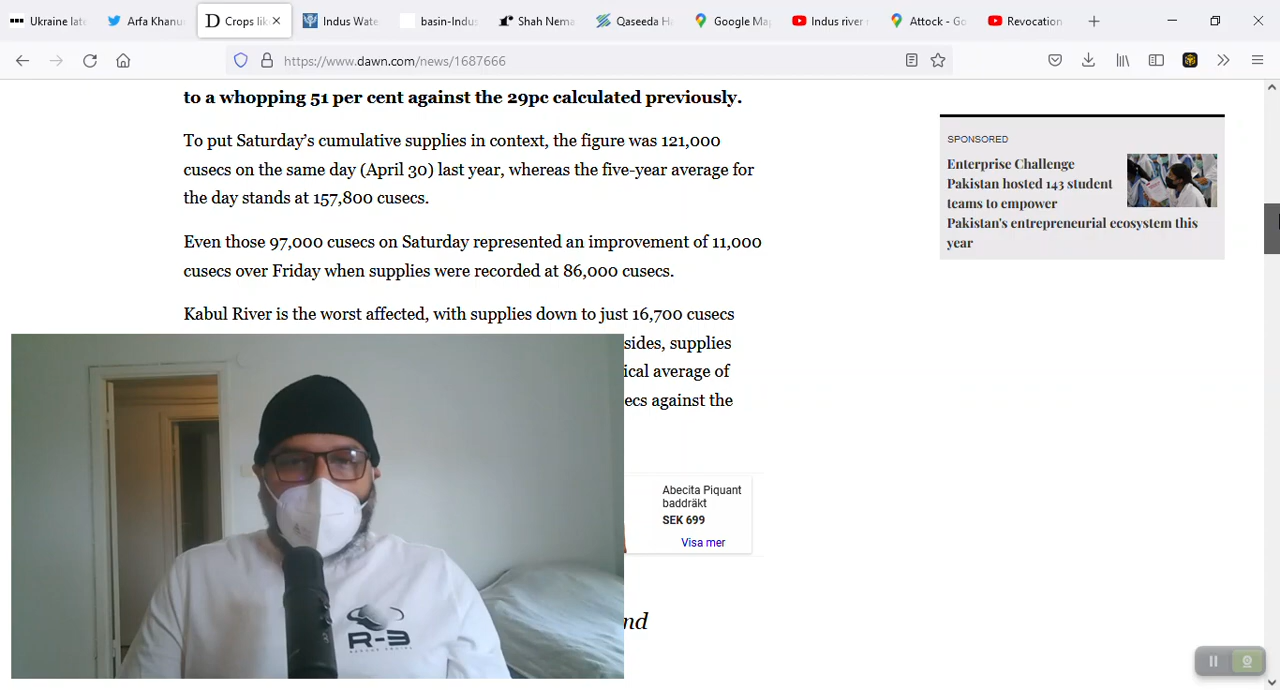 Ukraine late
Arfa Khanu
Crops lik
Indus Wate
basin-Indu
Shah Nema
Qaseeda H
Google Ma
Indus river
Attock - Go
Revocation
https://www.dawn.com/news/1687666
to a whopping 51 per cent against the 29pc calculated previously.
To put Saturday’s cumulative supplies in context, the figure was 121,000
cusecs on the same day (April 30) last year, whereas the five-year average for
the day stands at 157,800 cusecs.
Even those 97,000 cusecs on Saturday represented an improvement of 11,000
cusecs over Friday when supplies were recorded at 86,000 cusecs.
Kabul River is the worst affected, with supplies down to just 16,700 cusecs
sides, supplies
ical average of
ecs against the
SPONSORED
Enterprise Challenge
Pakistan hosted 143 student
teams to empower
Pakistan's entrepreneurial ecosystem this
year
Abecita Piquant
baddräkt
SEK 699
Visa mer
nd
R-3